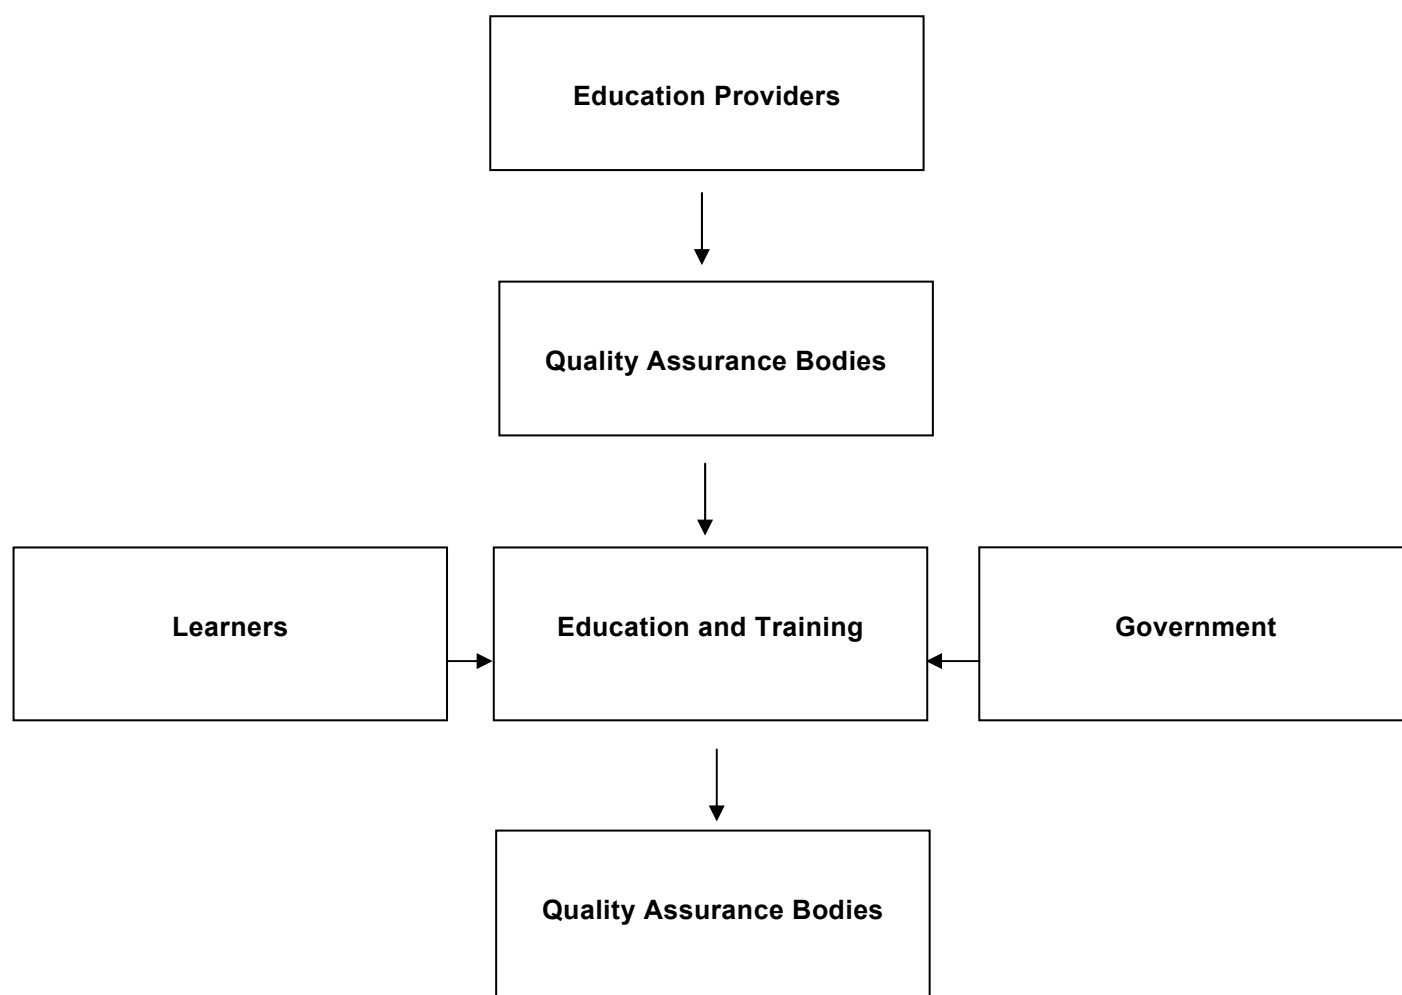 Education Providers
Quality Assurance Bodies
Learners
Education and Training
Government
Quality Assurance Bodies